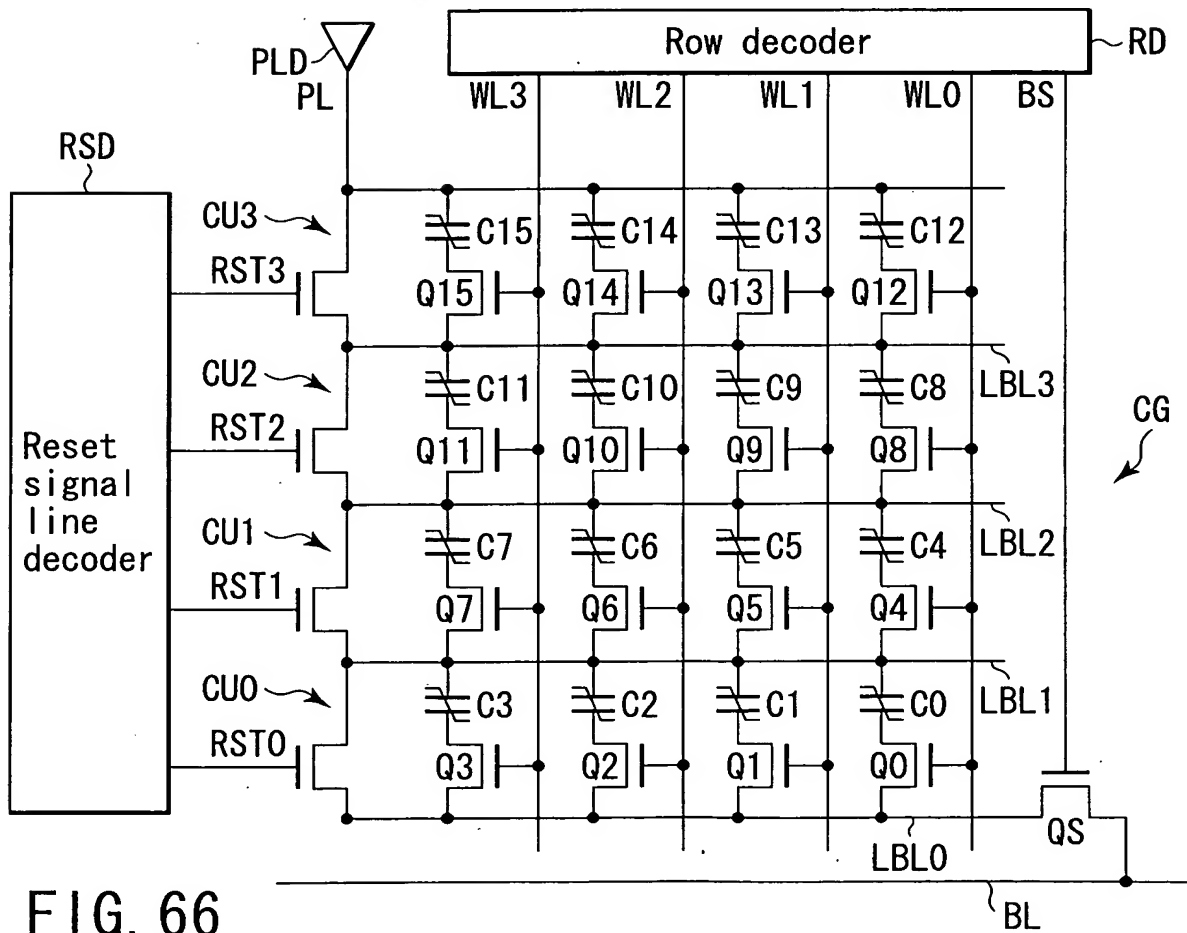 Row decoder
RD
PLD
PL
WL3
WL2
WL1
WL0
BS
RSD
CU3
C15
C14
C13
C12
RST3
Q15
Q14
Q13
Q12
CU2
C11
C10
C9
C8
LBL3
CG
RST2
Q11
Q10
Q9
Q8
Reset
signal
line
decoder
CU1
C7
C6
C5
C4
LBL2
RST1
Q7
Q6
Q5
Q4
CU0
C3
C2
C1
C0
LBL1
RST0
Q3
Q2
Q1
Q0
QS
LBL0
FIG. 66
BL